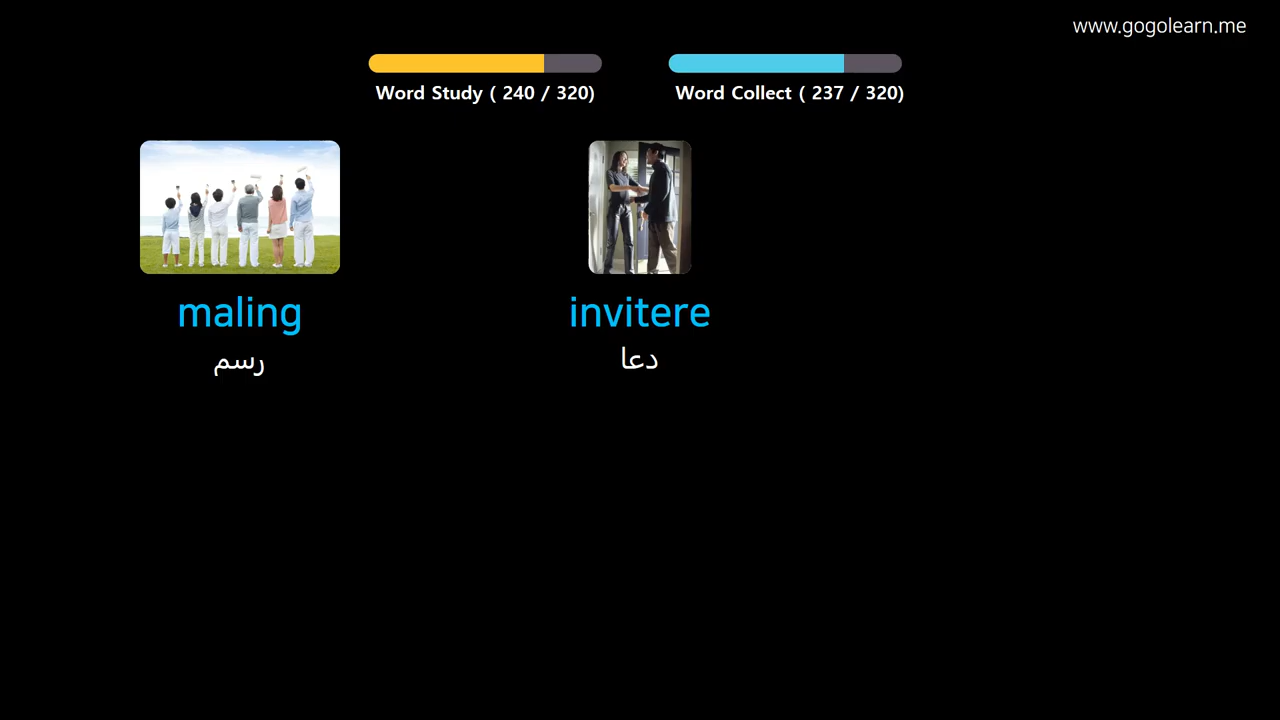 www.gogolearn.me
Word Study ( 240 / 320)
Word Collect ( 237 / 320)
maling
رسم
invitere
دعا